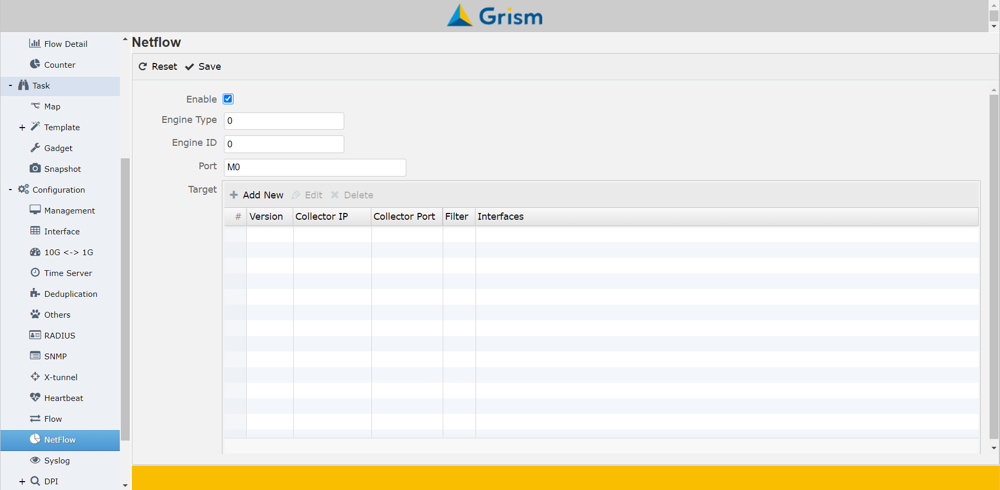 Grism
Flow Detail
Counter
- Task
Map
+ Template
Gadget
Snapshot
- Configuration
Management
Interface
10G <-> 1G
Time Server
Deduplication
Others
RADIUS
SNMP
X-tunnel
Heartbeat
Flow
NetFlow
Syslog
+ DPI
Netflow
Reset Save
Enable
Engine Type 0
Engine ID 0
Port M0
Target
Add New Edit Delete
# Version Collector IP Collector Port Filter Interfaces